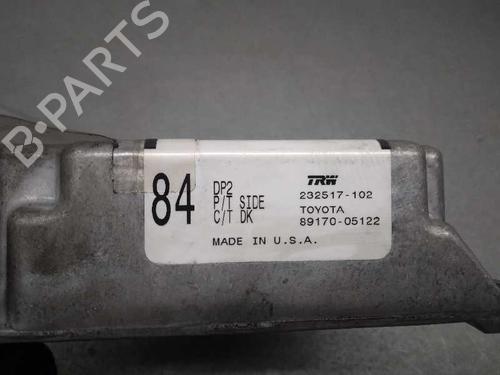 B-PARTS
84
DP2
P/T SIDE
C/T DK
TRW
232517-102
TOYOTA
89170-05122
MADE IN U.S.A.